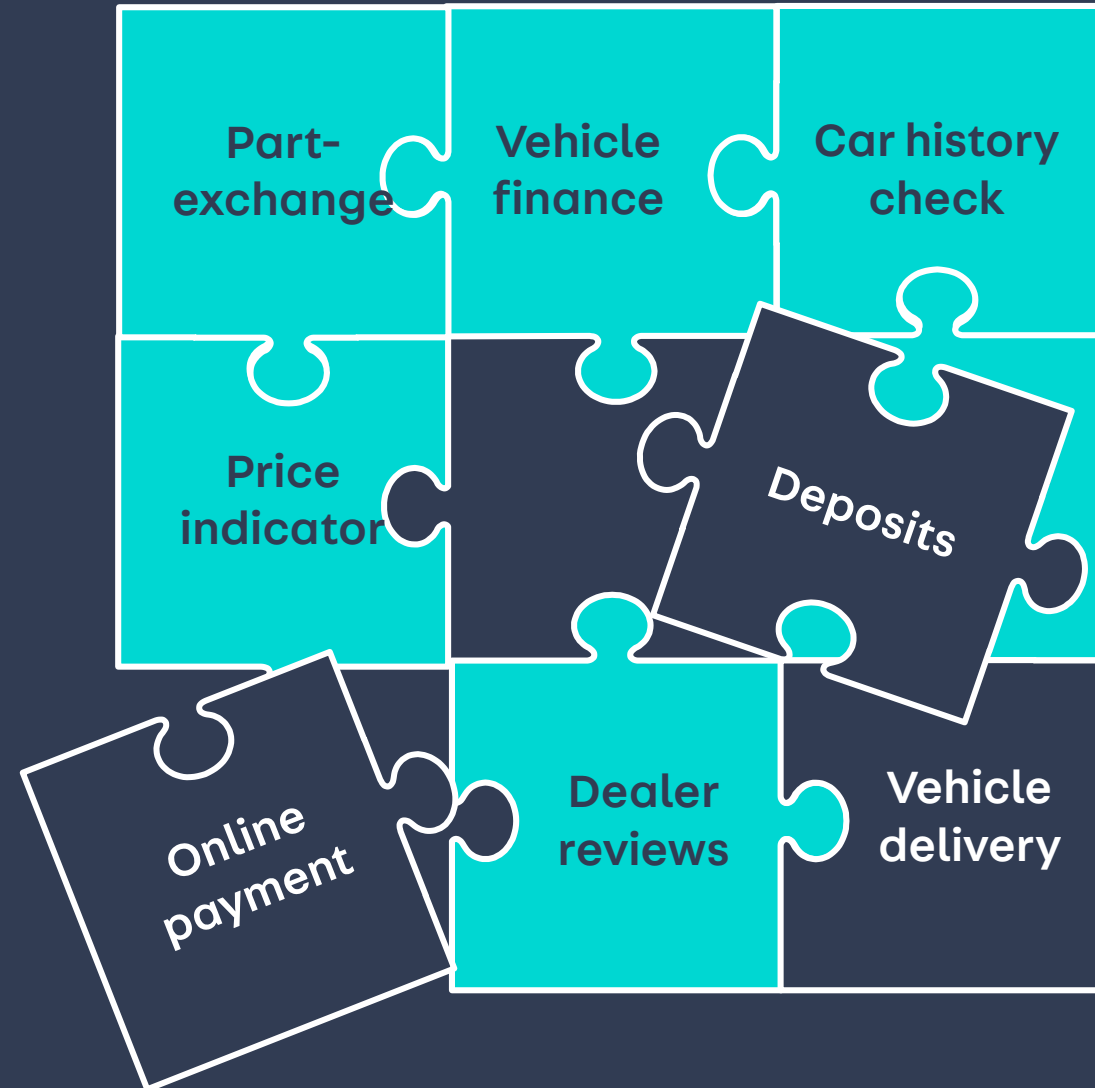 Part-
exchange
Vehicle
finance
Car history
check
Price
indicator
Deposits
Online
payment
Dealer
reviews
Vehicle
delivery